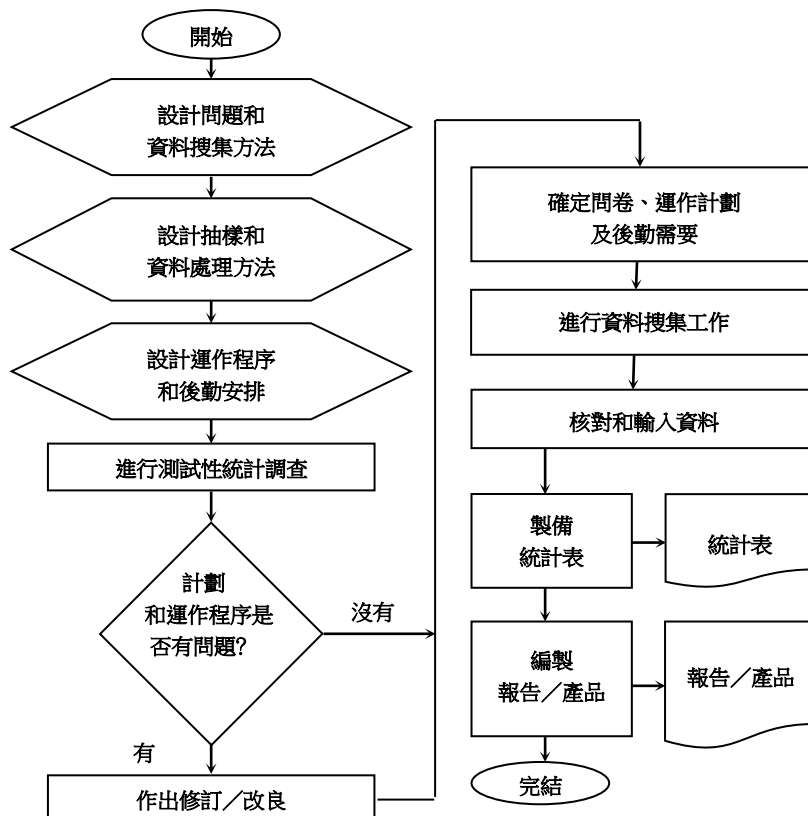 開始
設計問題和
資料搜集方法
設計抽樣和
資料處理方法
設計運作程序
和後勤安排
進行測試性統計調查
計劃
和運作程序是
否有問題?
沒有
有
作出修訂／改良
確定問卷、運作計劃
及後勤需要
進行資料搜集工作
核對和輸入資料
製備
統計表
統計表
編製
報告／產品
報告／產品
完結